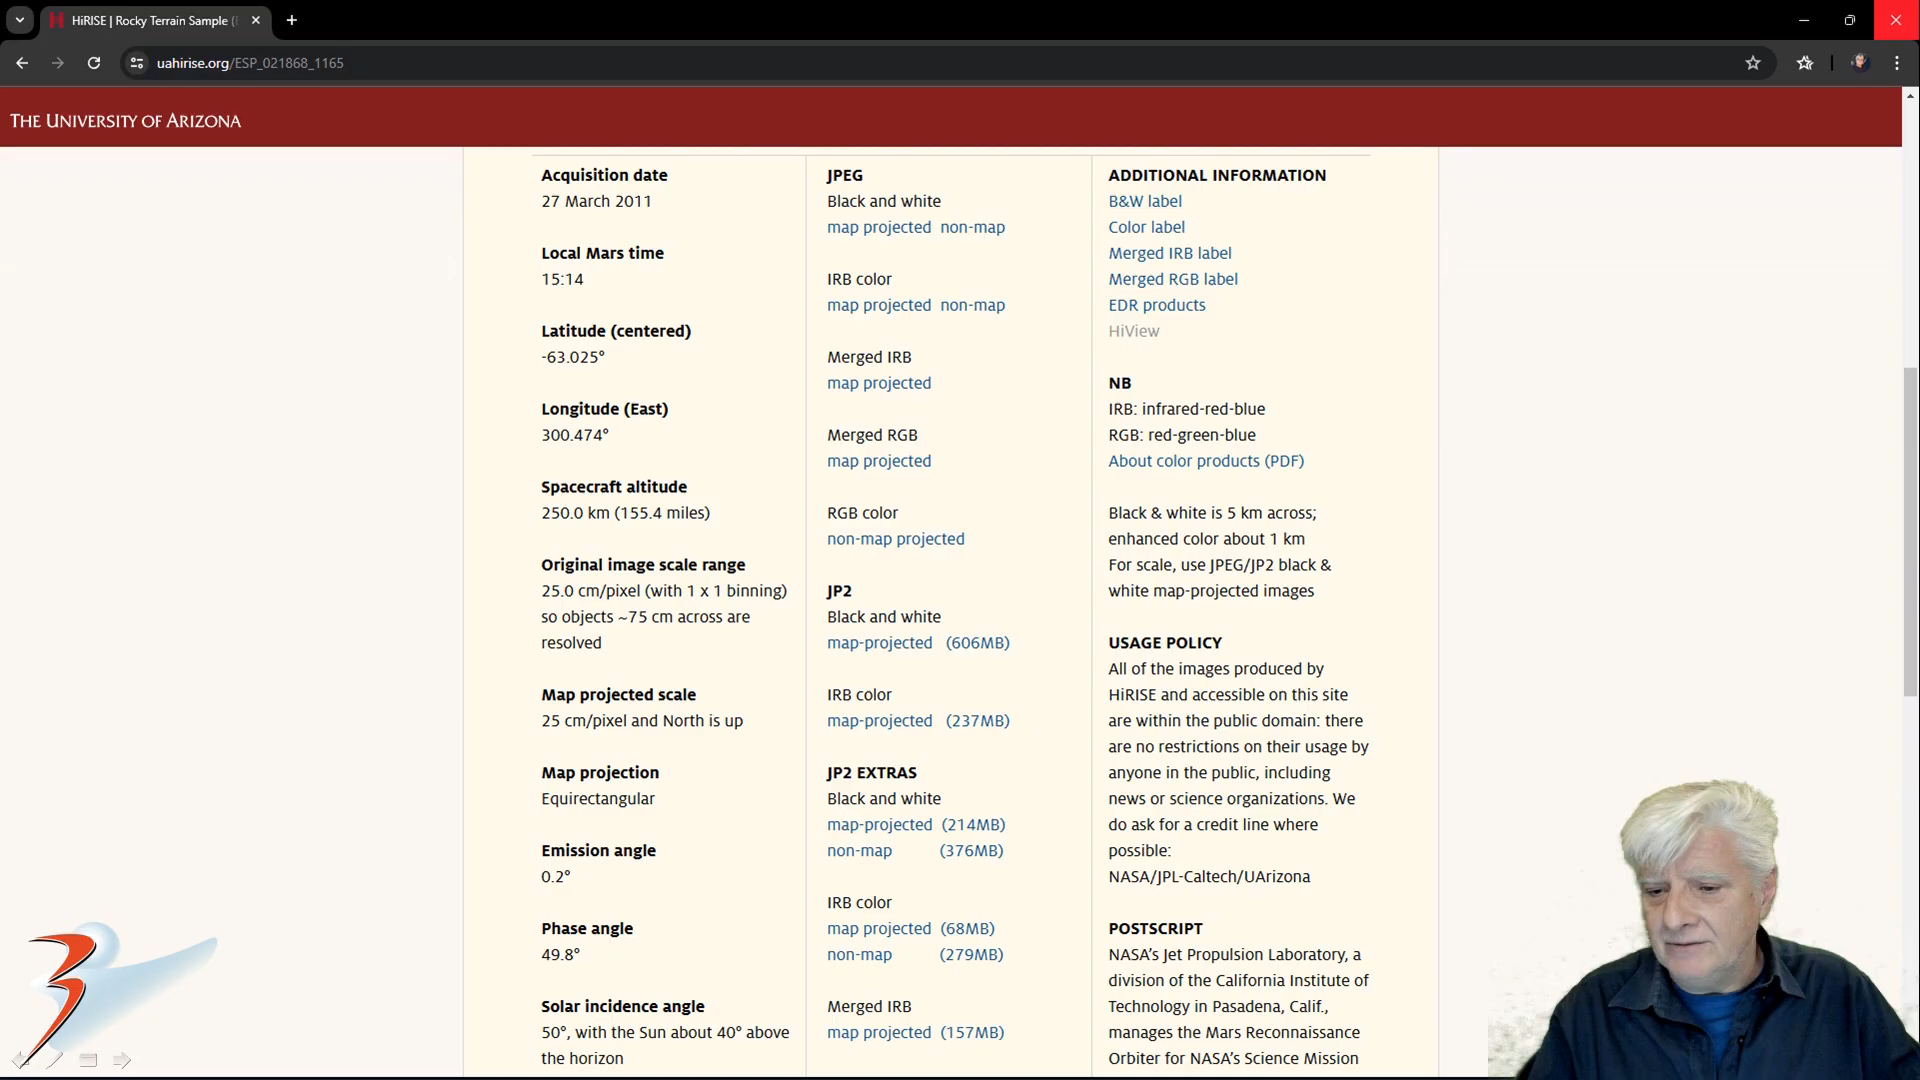 HiRISE | Rocky Terrain Sample (
uahirise.org/ESP_021868_1165
THE UNIVERSITY OF ARIZONA
Acquisition date
27 March 2011
Local Mars time
15:14
Latitude (centered)
-63.025°
Longitude (East)
300.474°
Spacecraft altitude
250.0 km (155.4 miles)
Original image scale range
25.0 cm/pixel (with 1 x 1 binning)
so objects ~75 cm across are
resolved
Map projected scale
25 cm/pixel and North is up
Map projection
Equirectangular
Emission angle
0.2°
Phase angle
49.8°
Solar incidence angle
50°, with the Sun about 40° above
the horizon
JPEG
Black and white
map projected non-map
IRB color
map projected non-map
Merged IRB
map projected
Merged RGB
map projected
RGB color
non-map projected
JP2
Black and white
map-projected (606MB)
IRB color
map-projected (237MB)
JP2 EXTRAS
Black and white
map-projected (214MB)
non-map (376MB)
IRB color
map projected (68MB)
non-map (279MB)
Merged IRB
map projected (157MB)
ADDITIONAL INFORMATION
B&W label
Color label
Merged IRB label
Merged RGB label
EDR products
HiView
NB
IRB: infrared-red-blue
RGB: red-green-blue
About color products (PDF)
Black & white is 5 km across;
enhanced color about 1 km
For scale, use JPEG/JP2 black &
white map-projected images
USAGE POLICY
All of the images produced by
HiRISE and accessible on this site
are within the public domain: there
are no restrictions on their usage by
anyone in the public, including
news or science organizations. We
do ask for a credit line where
possible:
NASA/JPL-Caltech/UArizona
POSTSCRIPT
NASA's Jet Propulsion Laboratory, a
division of the California Institute of
Technology in Pasadena, Calif.,
manages the Mars Reconnaissance
Orbiter for NASA's Science Mission